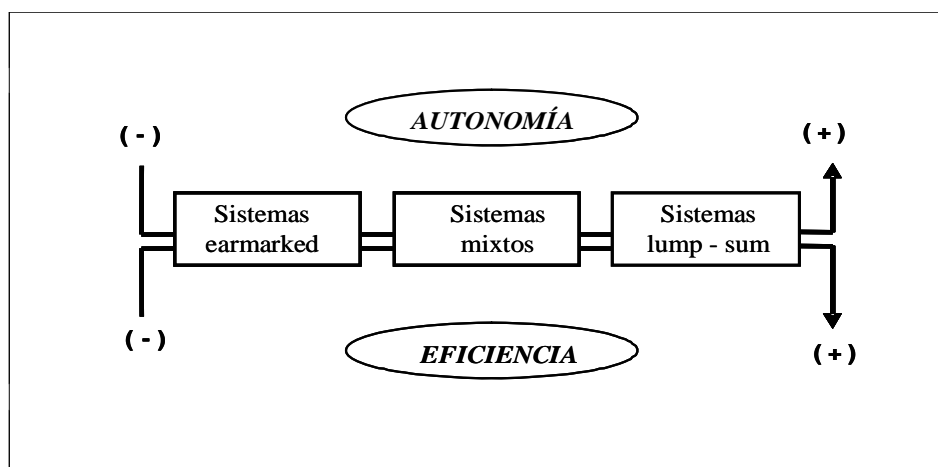 AUTONOMÍA
( - )
( + )
Sistemas
earmarked
Sistemas
mixtos
Sistemas
lump - sum
( - )
EFICIENCIA
( + )